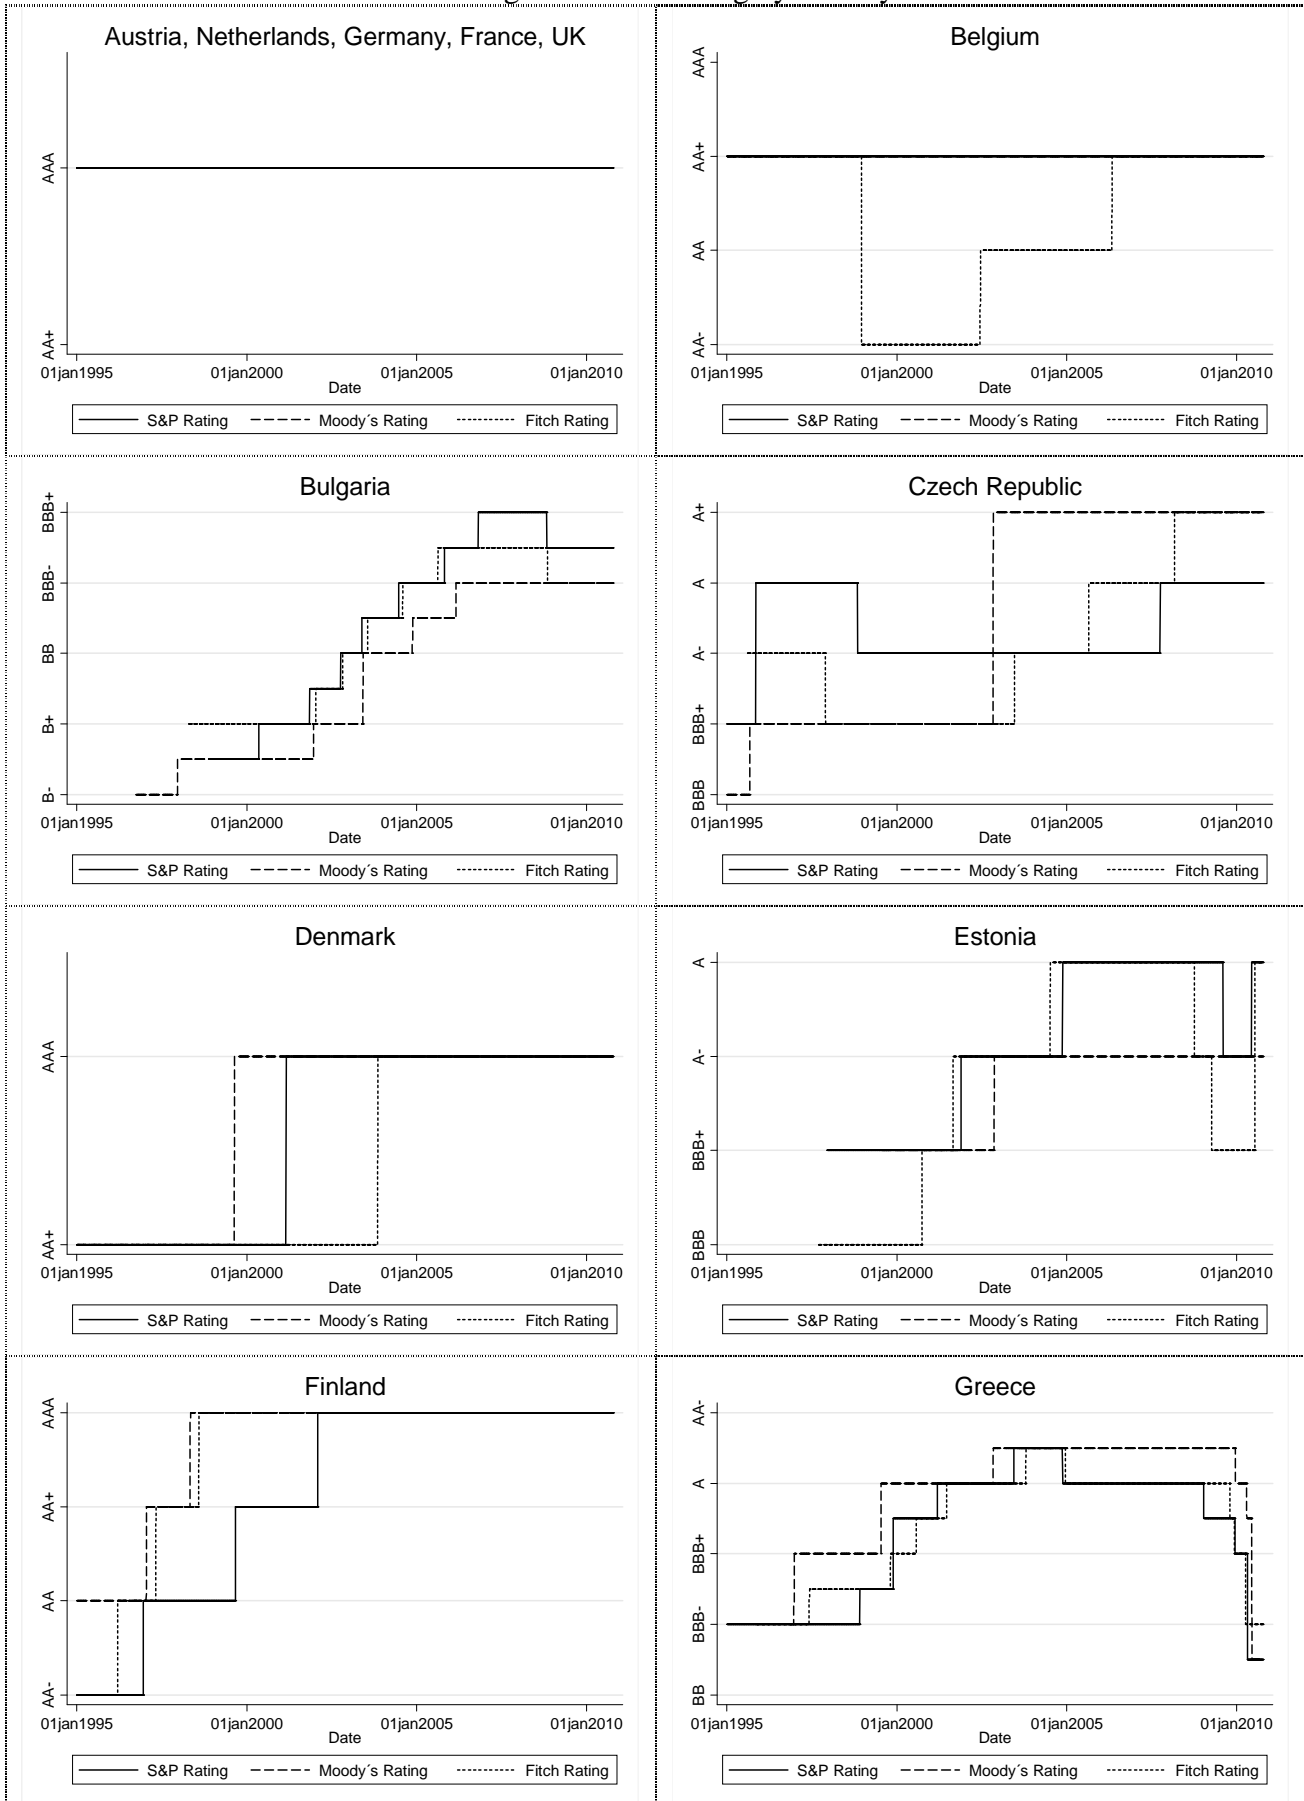 Austria, Netherlands, Germany, France, UK
AAA
AA+
01jan1995 01jan2000 01jan2005 01jan2010
Date
S&P Rating Moody´s Rating Fitch Rating
Belgium
AAA
AA+
AA
AA-
01jan1995 01jan2000 01jan2005 01jan2010
Date
S&P Rating Moody´s Rating Fitch Rating
Bulgaria
BBB+
BBB-
BB
B+
B-
01jan1995 01jan2000 01jan2005 01jan2010
Date
S&P Rating Moody´s Rating Fitch Rating
Czech Republic
A+
A
A-
BBB+
BBB
01jan1995 01jan2000 01jan2005 01jan2010
Date
S&P Rating Moody´s Rating Fitch Rating
Denmark
AAA
AA+
01jan1995 01jan2000 01jan2005 01jan2010
Date
S&P Rating Moody´s Rating Fitch Rating
Estonia
A
A-
BBB+
BBB
01jan1995 01jan2000 01jan2005 01jan2010
Date
S&P Rating Moody´s Rating Fitch Rating
Finland
AAA
AA+
AA
AA-
01jan1995 01jan2000 01jan2005 01jan2010
Date
S&P Rating Moody´s Rating Fitch Rating
Greece
AA-
A
BBB+
BBB-
BB
01jan1995 01jan2000 01jan2005 01jan2010
Date
S&P Rating Moody´s Rating Fitch Rating